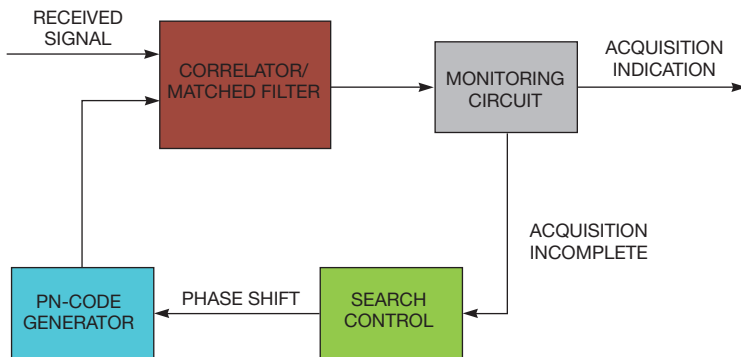 RECEIVED
SIGNAL
CORRELATOR/
MATCHED FILTER
MONITORING
CIRCUIT
ACQUISITION
INDICATION
ACQUISITION
INCOMPLETE
PN-CODE
GENERATOR
PHASE SHIFT
SEARCH
CONTROL